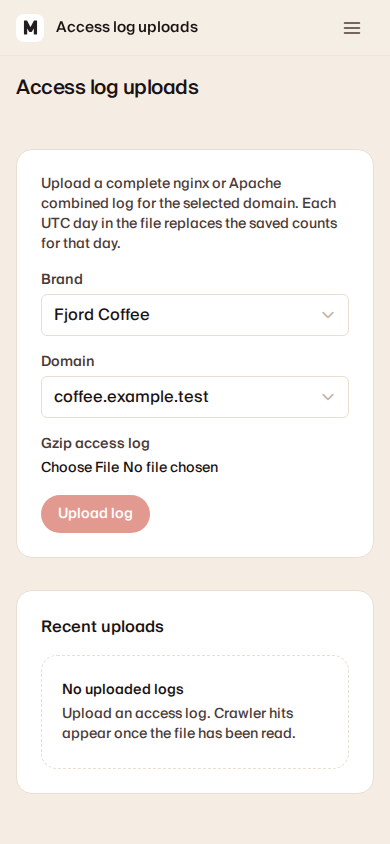 M
Access log uploads
Access log uploads
Upload a complete nginx or Apache
combined log for the selected domain. Each
UTC day in the file replaces the saved counts
for that day.
Brand
Fjord Coffee
Domain
coffee.example.test
Gzip access log
Choose File No file chosen
Upload log
Recent uploads
No uploaded logs
Upload an access log. Crawler hits
appear once the file has been read.